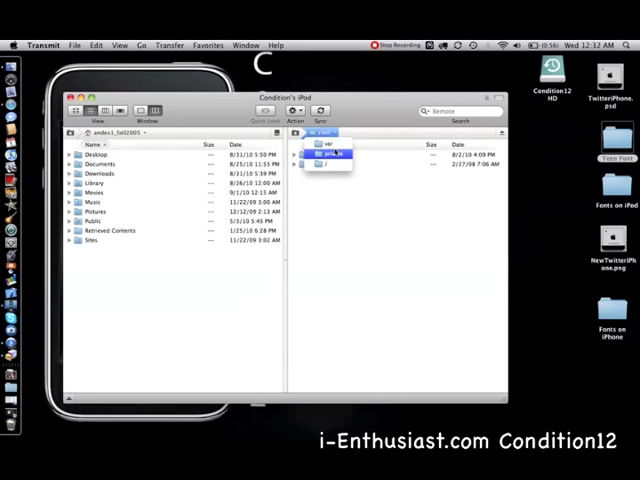 Transmit File Edit View Go Transfer Favorites Window Help Stop Recording (0:56) Wed 12:32 AM
C
Condition's iPod
View Window Quick Look Action Sync Search
Remote
andes1_fall2005
root
Name Size Date Size Date
var
private
/
Desktop -- 8/31/10 5:50 PM
Documents -- 8/25/10 11:55 PM
Downloads -- 8/31/10 5:39 PM
Library -- 8/26/10 12:00 AM
Movies -- 9/1/10 12:15 AM
Music -- 11/22/09 3:00 AM
Pictures -- 12/12/09 2:13 AM
Public -- 5/3/10 5:45 PM
Retrieved Contents -- 1/25/10 6:28 PM
Sites -- 11/22/09 3:02 AM
-- 8/2/10 4:09 PM
-- 2/27/08 7:06 AM
Condition12 HD
TwitteriPhone.psd
Teen Font
Fonts on iPod
NewTwitteriPhone.png
Fonts on iPhone
i-Enthusiast.com Condition12